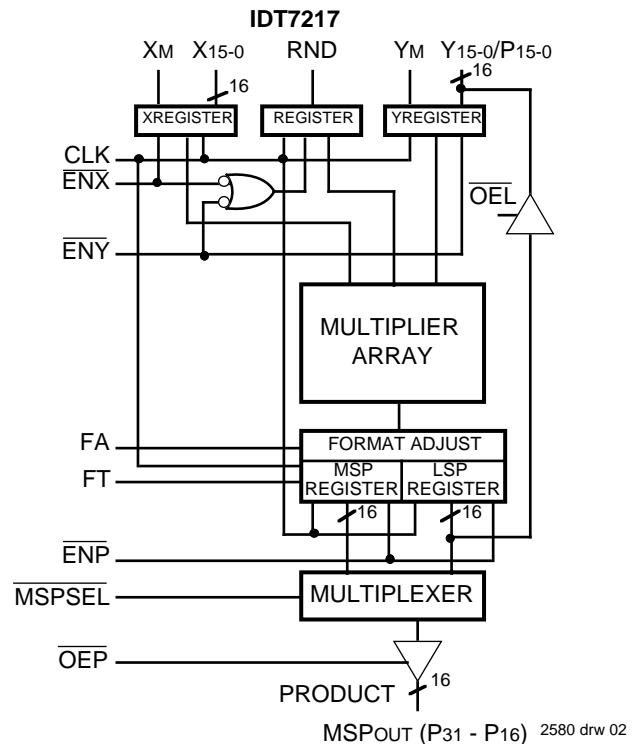 IDT7217
XM X15-0 RND YM Y15-0/P15-0
16 16
XREGISTER REGISTER YREGISTER
CLK
ENX
OEL
ENY
MULTIPLIER
ARRAY
FA
FORMAT ADJUST
FT
MSP LSP
REGISTER REGISTER
16 16
ENP
MSPSEL
MULTIPLEXER
OEP
16
PRODUCT
MSPOUT (P31 - P16) 2580 drw 02